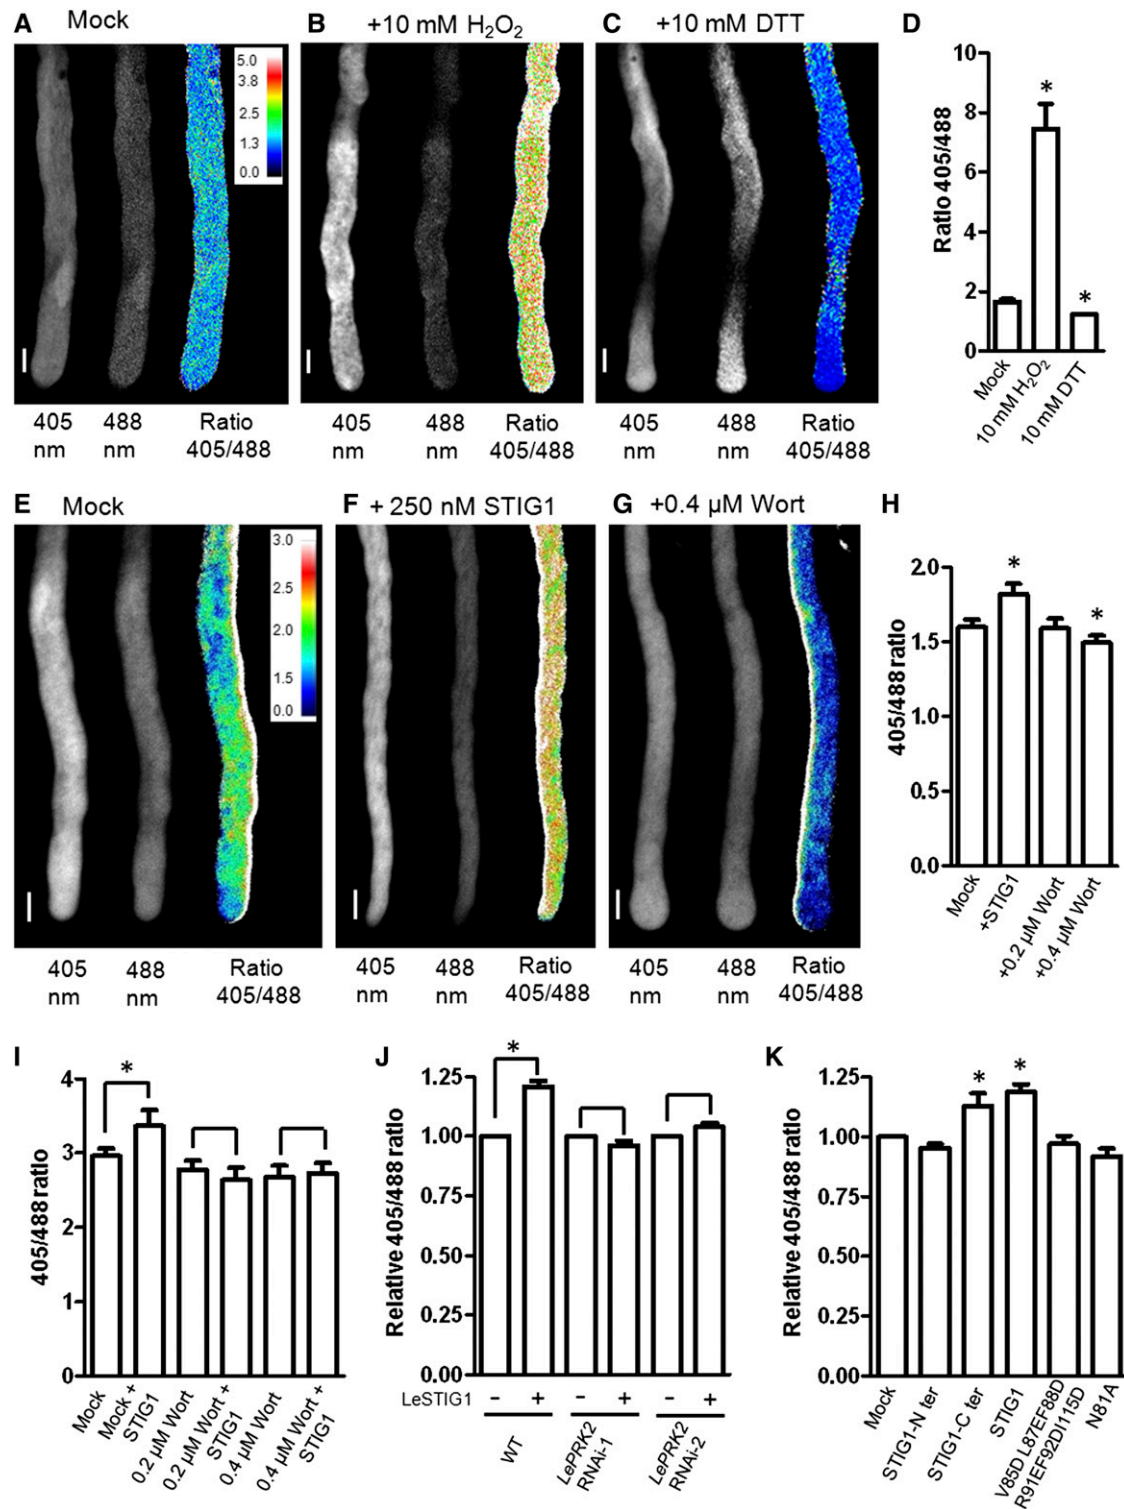 A Mock
B +10 mM H₂O₂
C +10 mM DTT
D
5.0
3.8
2.5
1.3
0.0
405 nm
488 nm
Ratio 405/488
405 nm
488 nm
Ratio 405/488
405 nm
488 nm
Ratio 405/488
Ratio 405/488
10
8
6
4
2
0
Mock
10 mM H₂O₂
10 mM DTT
*
*
E Mock
F + 250 nM STIG1
G +0.4 µM Wort
H
3.0
2.5
2.0
1.5
0.0
405 nm
488 nm
Ratio 405/488
405 nm
488 nm
Ratio 405/488
405 nm
488 nm
Ratio 405/488
405/488 ratio
2.0
1.5
1.0
0.5
0.0
*
*
Mock
+STIG1
+0.2 µM Wort
+0.4 µM Wort
I
405/488 ratio
4
3
2
1
0
*
Mock
Mock + STIG1
0.2 µM Wort
0.2 µM Wort + STIG1
0.4 µM Wort
0.4 µM Wort + STIG1
J
Relative 405/488 ratio
1.25
1.00
0.75
0.50
0.25
0.00
*
LeSTIG1 − + − + − +
WT
LePRK2 RNAi-1
LePRK2 RNAi-2
K
Relative 405/488 ratio
1.25
1.00
0.75
0.50
0.25
0.00
*
*
Mock
STIG1-N ter
STIG1-C ter
STIG1
V85D L87EF88D
R91EF92DI115D
N81A